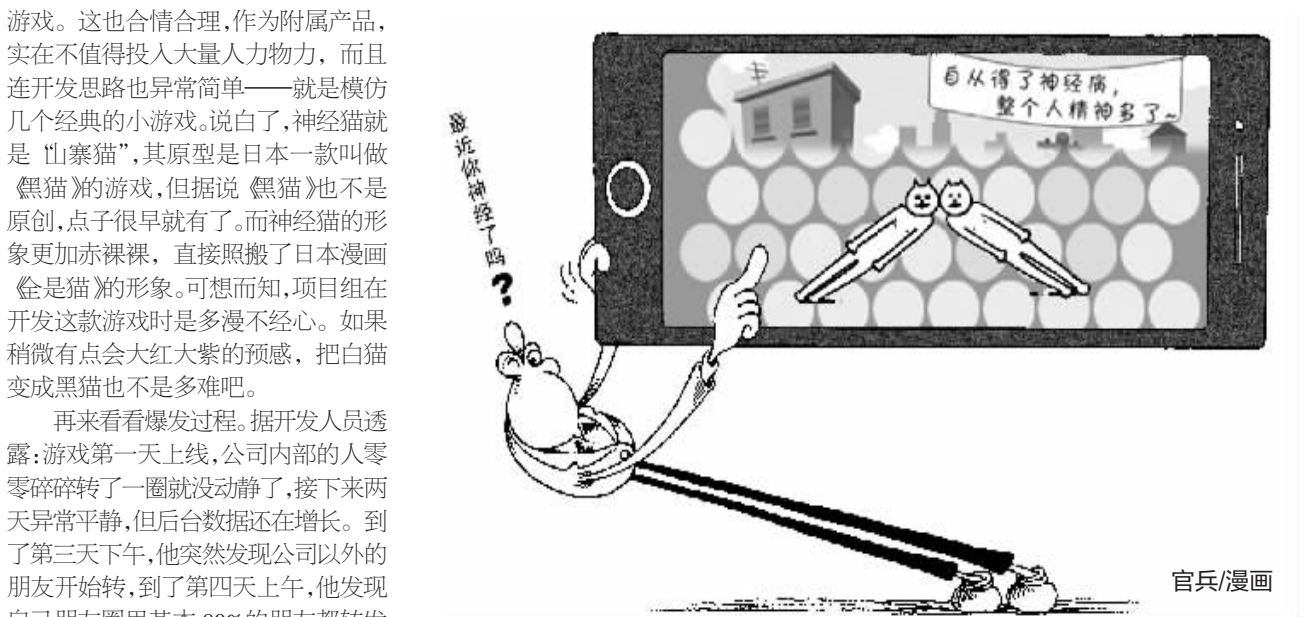 游戏。这也合情合理,作为附属产品,
实在不值得投入大量人力物力，而且
连开发思路也异常简单——就是模仿
几个经典的小游戏。说白了,神经猫就
是“山寨猫”,其原型是日本一款叫做
《黑猫》的游戏,但据说《黑猫》也不是
原创,点子很早就有了。而神经猫的形
象更加赤裸裸，直接照搬了日本漫画
《全是猫》的形象。可想而知,项目组在
开发这款游戏时是多漫不经心。如果
稍微有点会大红大紫的预感，把白猫
变成黑猫也不是多难吧。
再来看看爆发过程。据开发人员透
露:游戏第一天上线,公司内部的人零
零碎碎转了一圈就没动静了,接下来两
天异常平静,但后台数据还在增长。到
了第三天下午,他突然发现公司以外的
朋友开始转,到了第四天上午,他发现
自己朋友圈里基本
的朋友都转发
最近你神经了吗?
自从得了神经病,
整个人精神多了~
官兵/漫画